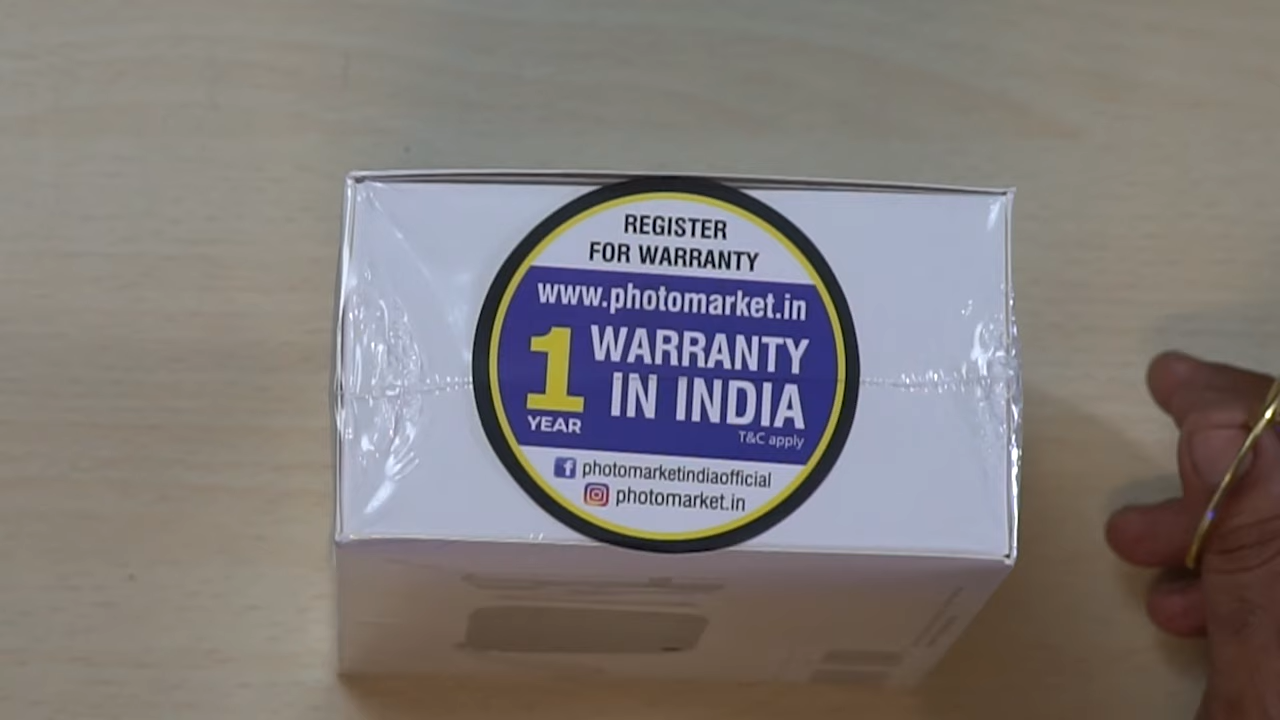 REGISTER
FOR WARRANTY
www.photomarket.in
1 WARRANTY
YEAR IN INDIA
T&C apply
photomarketindiaofficial
photomarket.in